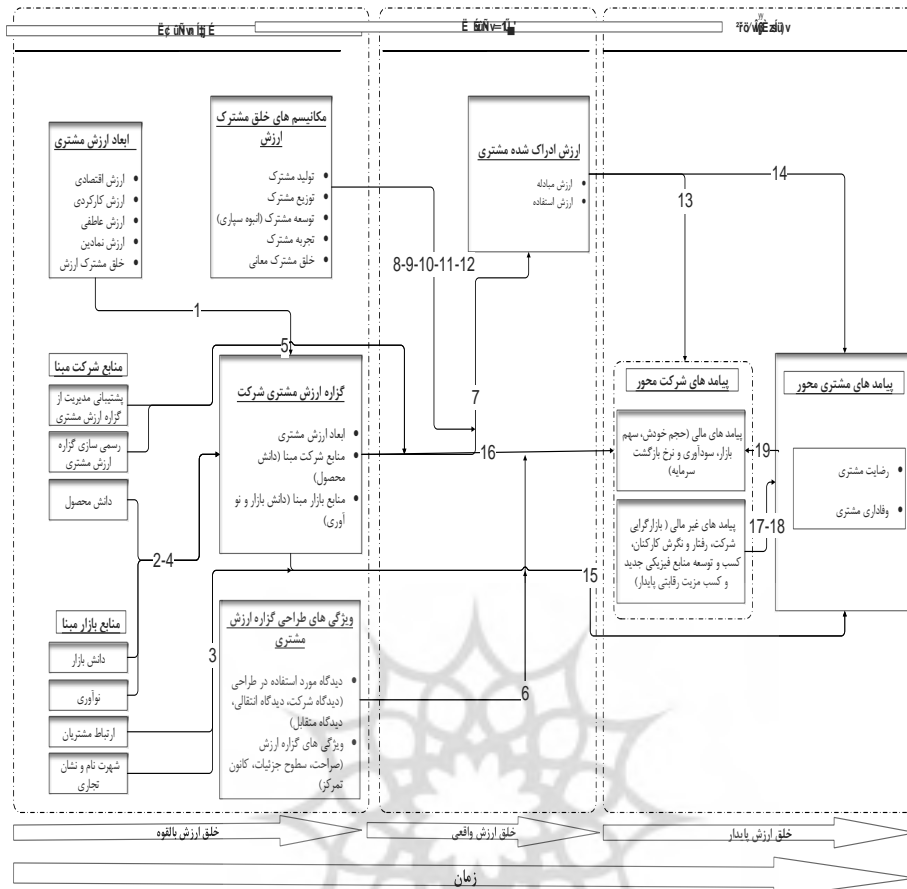 ابعاد ارزش مشتری
ارزش اقتصادی
ارزش کارکردی
ارزش عاطفی
ارزش نمادین
خلق مشترک ارزش
مکانیسم های خلق مشترک
ارزش
تولید مشترک
توزیع مشترک
توسعه مشترک (انبوه سپاری)
تجربه مشترک
خلق مشترک معانی
ارزش ادراک شده مشتری
ارزش مبادله
ارزش استفاده
14
13
8-9-10-11-12
1
5
7
منابع شرکت مبنا
پشتیبانی مدیریت از
گزاره ارزش مشتری
رسمی سازی گزاره
ارزش مشتری
دانش محصول
گزاره ارزش مشتری شرکت
ابعاد ارزش مشتری
منابع شرکت مبنا (دانش
محصول)
منابع بازار مبنا (دانش بازار و نو
آوری)
16
پیامد های شرکت محور
پیامد های مالی (حجم خودش، سهم
بازار، سودآوری و نرخ بازگشت
سرمایه)
پیامد های غیر مالی ( بازارگرایی
شرکت، رفتار و نگرش کارکنان،
کسب و توسعه منابع فیزیکی جدید
و کسب مزیت رقابتی پایدار)
19
17-18
پیامد های مشتری محور
رضایت مشتری
وفاداری مشتری
2-4
15
منابع بازار مبنا
دانش بازار
نوآوری
ارتباط مشتریان
شهرت نام و نشان
تجاری
3
ویژگی های طراحی گزاره ارزش
مشتری
دیدگاه مورد استفاده در طراحی
(دیدگاه شرکت، دیدگاه انتقالی،
دیدگاه متقابل)
ویژگی های گزاره ارزش
(صراحت، سطوح جزئیات، کانون
تمرکز)
6
خلق ارزش بالقوه
خلق ارزش واقعی
خلق ارزش پایدار
زمان